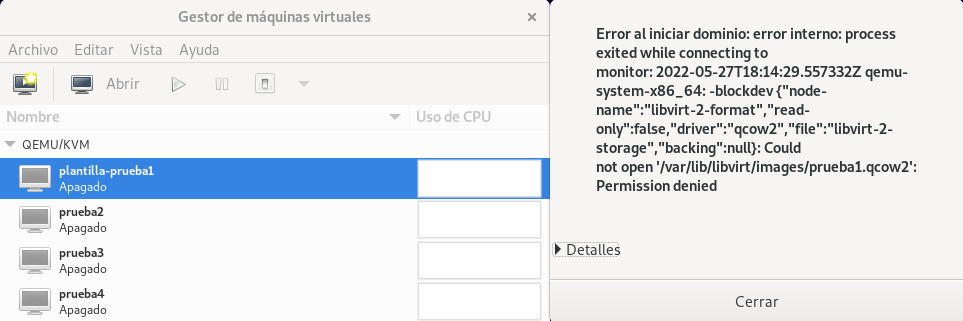 Gestor de máquinas virtuales
×
Archivo Editar Vista Ayuda
Abrir
Nombre Uso de CPU
QEMU/KVM
plantilla-prueba1
Apagado
prueba2
Apagado
prueba3
Apagado
prueba4
Apagado
Error al iniciar dominio: error interno: process
exited while connecting to
monitor: 2022-05-27T18:14:29.557332Z qemu-
system-x86_64: -blockdev {"node-
name":"libvirt-2-format","read-
only":false,"driver":"qcow2","file":"libvirt-2-
storage","backing":null}: Could
not open '/var/lib/libvirt/images/prueba1.qcow2':
Permission denied
Detalles
Cerrar